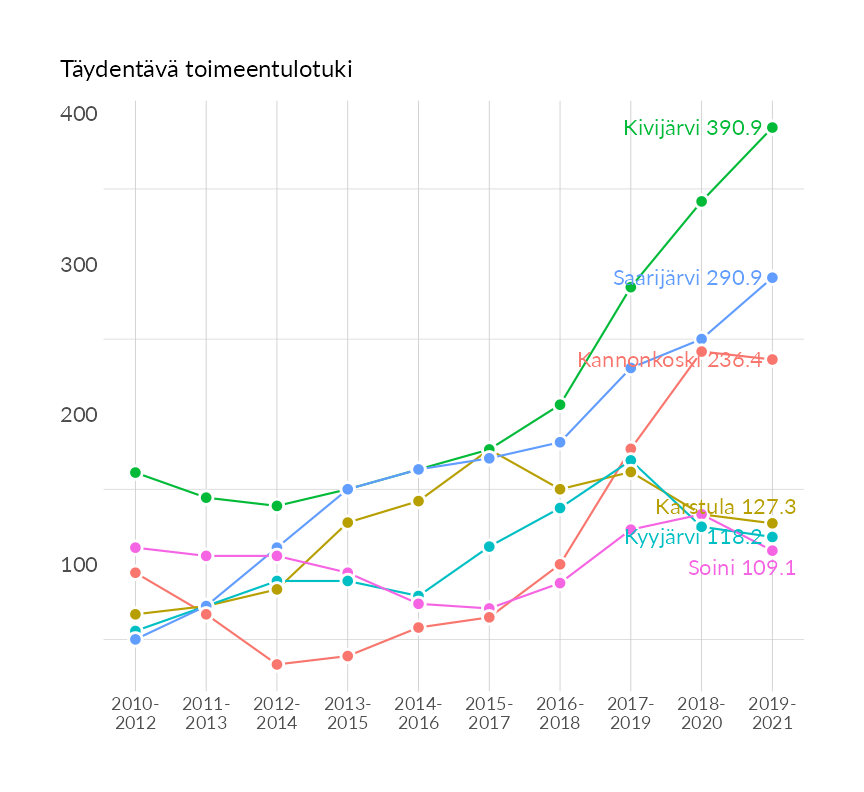 Täydentävä toimeentulotuki
400
300
200
100
Kivijärvi 390.9
Saarijärvi 290.9
Kannonkoski 236.4
Karstula 127.3
Kyyjärvi 118.2
Soini 109.1
2010- 2011- 2012- 2013- 2014- 2015- 2016- 2017- 2018- 2019-
2012 2013 2014 2015 2016 2017 2018 2019 2020 2021